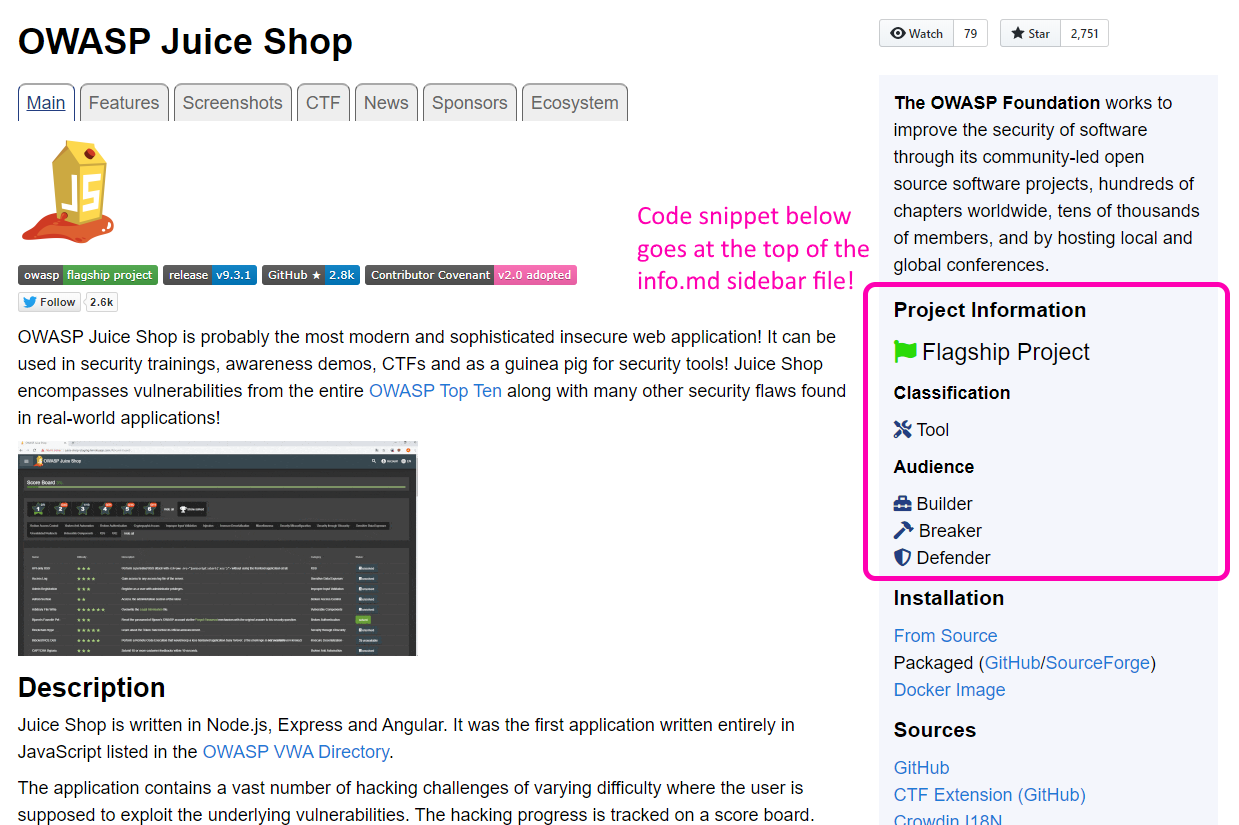 OWASP Juice Shop
Watch 79
Star 2,751
Main
Features
Screenshots
CTF
News
Sponsors
Ecosystem
JS
owasp flagship project
release v9.3.1
GitHub ★ 2.8k
Contributor Covenant v2.0 adopted
Follow 2.6k
Code snippet below
goes at the top of the
info.md sidebar file!
OWASP Juice Shop is probably the most modern and sophisticated insecure web application! It can be
used in security trainings, awareness demos, CTFs and as a guinea pig for security tools! Juice Shop
encompasses vulnerabilities from the entire OWASP Top Ten along with many other security flaws found
in real-world applications!
OWASP Juice Shop
Score Board
Description
Juice Shop is written in Node.js, Express and Angular. It was the first application written entirely in
JavaScript listed in the OWASP VWA Directory.
The application contains a vast number of hacking challenges of varying difficulty where the user is
supposed to exploit the underlying vulnerabilities. The hacking progress is tracked on a score board.
The OWASP Foundation works to
improve the security of software
through its community-led open
source software projects, hundreds of
chapters worldwide, tens of thousands
of members, and by hosting local and
global conferences.
Project Information
Flagship Project
Classification
Tool
Audience
Builder
Breaker
Defender
Installation
From Source
Packaged (GitHub/SourceForge)
Docker Image
Sources
GitHub
CTF Extension (GitHub)
Crowdin I18N